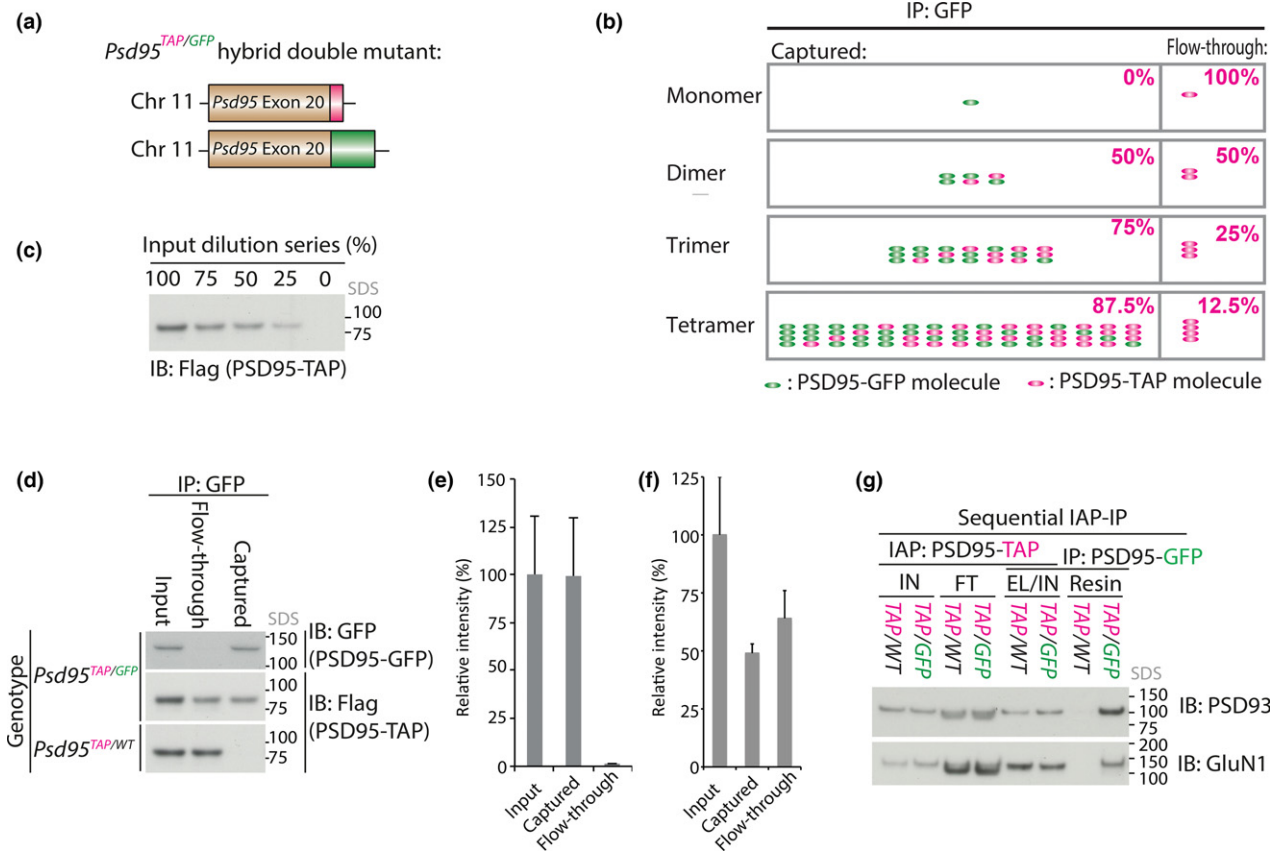 (a)
Psd95TAP/GFP hybrid double mutant:
Chr 11 Psd95 Exon 20
Chr 11 Psd95 Exon 20
(b)
IP: GFP
Captured: Flow-through:
Monomer 0% 100%
Dimer 50% 50%
Trimer 75% 25%
Tetramer 87.5% 12.5%
: PSD95-GFP molecule : PSD95-TAP molecule
(c)
Input dilution series (%)
100 75 50 25 0
SDS
100
75
IB: Flag (PSD95-TAP)
(d)
IP: GFP
Input Flow-through Captured
SDS
Genotype
Psd95TAP/GFP
150
100
IB: GFP
(PSD95-GFP)
100
75
IB: Flag
(PSD95-TAP)
Psd95TAP/WT
100
75
(e)
Relative intensity (%)
150
125
100
75
50
25
0
Input
Captured
Flow-through
(f)
Relative intensity (%)
125
100
75
50
25
0
Input
Captured
Flow-through
(g)
Sequential IAP-IP
IAP: PSD95-TAP
IP: PSD95-GFP
IN FT EL/IN Resin
TAP/WT TAP/GFP TAP/WT TAP/GFP TAP/WT TAP/GFP TAP/WT TAP/GFP
SDS
150
100
75
IB: PSD93
200
150
100
IB: GluN1